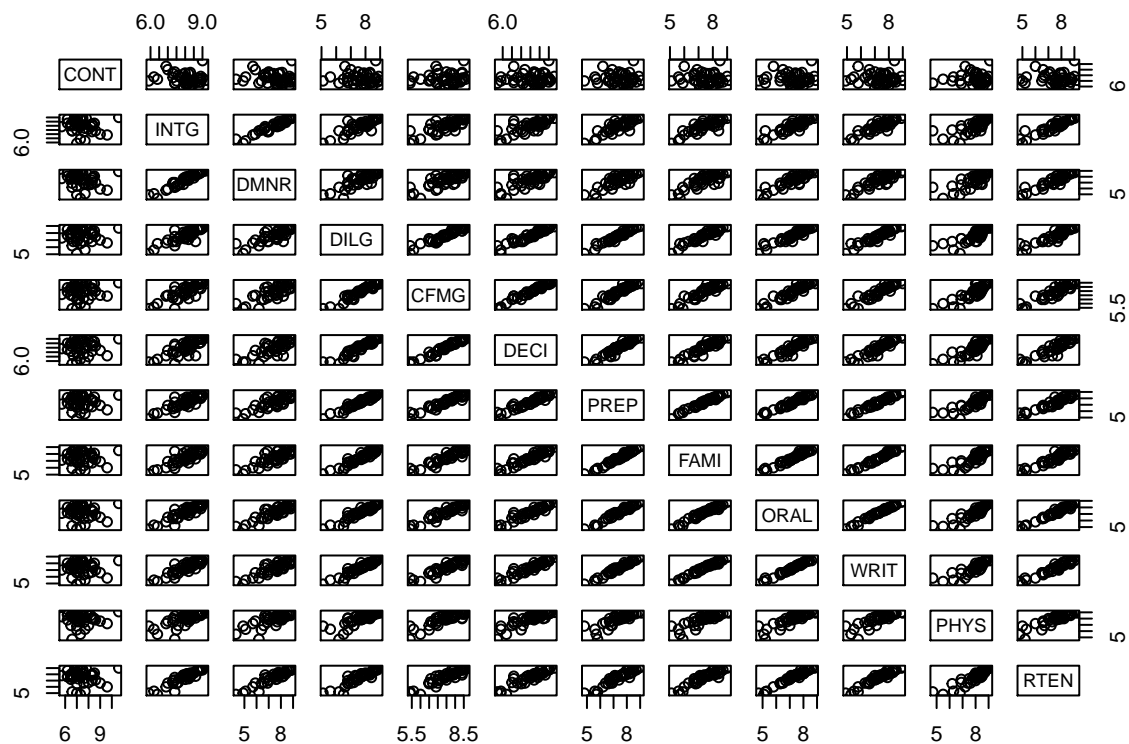 6.0 9.0 5 8 6.0 5 8 5 8 5 8
CONT 6
6.0 INTG
DMNR 5
5 DILG
CFMG 5.5
6.0 DECI
PREP 5
5 FAMI
ORAL 5
5 WRIT
PHYS 5
5 RTEN
6 9 5 8 5.5 8.5 5 8 5 8 5 8